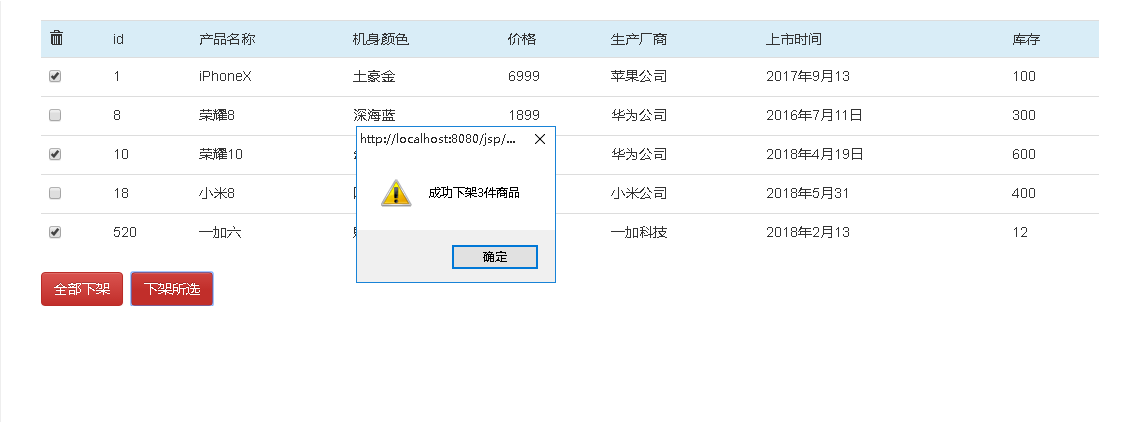 id 产品名称 机身颜色 价格 生产厂商 上市时间 库存
1 iPhoneX 土豪金 6999 苹果公司 2017年9月13 100
8 荣耀8 深海蓝 1899 华为公司 2016年7月11日 300
http://localhost:8080/jsp/...
10 荣耀10 华为公司 2018年4月19日 600
18 小米8 小米公司 2018年5月31 400
成功下架3件商品
520 一加六 一加科技 2018年2月13 12
确定
全部下架 下架所选